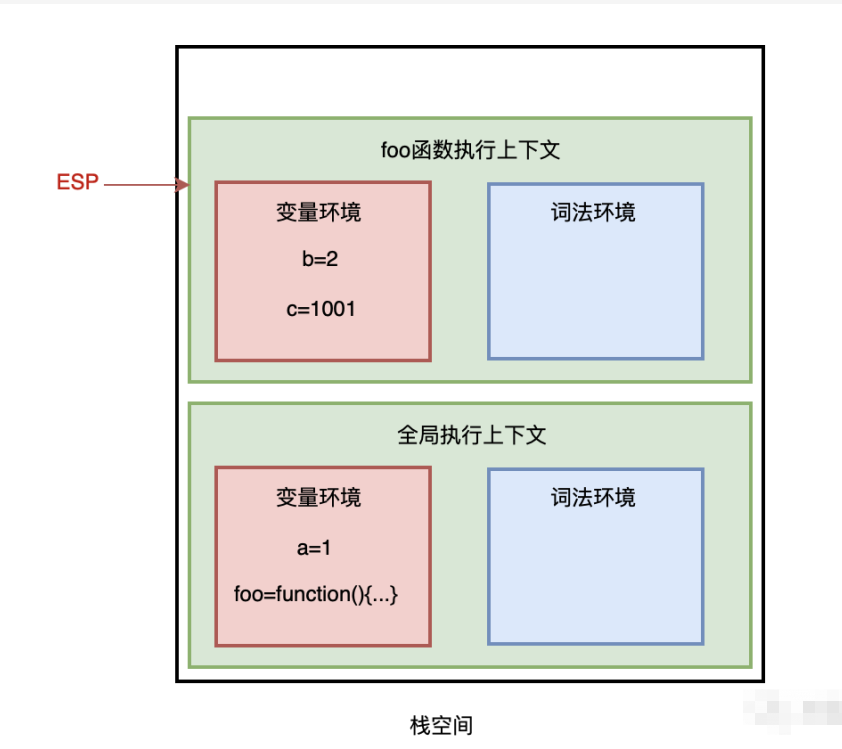 foo函数执行上下文
ESP
变量环境
词法环境
b=2
c=1001
全局执行上下文
变量环境
词法环境
a=1
foo=function(){...}
栈空间